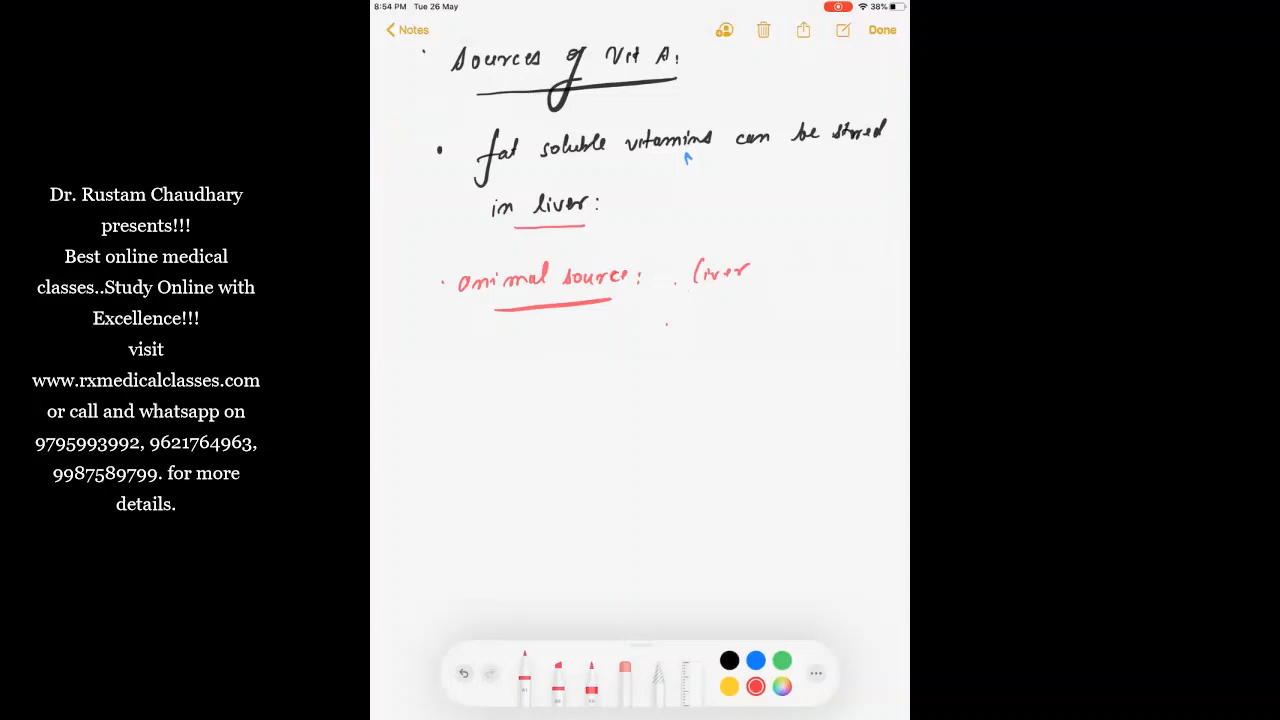 8:54 PM Tue 26 May
38%
Notes
Done
Sources of Vit A:
• fat soluble vitamins can be stored
in liver:
• animal source: . liver
.
Dr. Rustam Chaudhary
presents!!!
Best online medical
classes..Study Online with
Excellence!!!
visit
www.rxmedicalclasses.com
or call and whatsapp on
9795993992, 9621764963,
9987589799. for more
details.